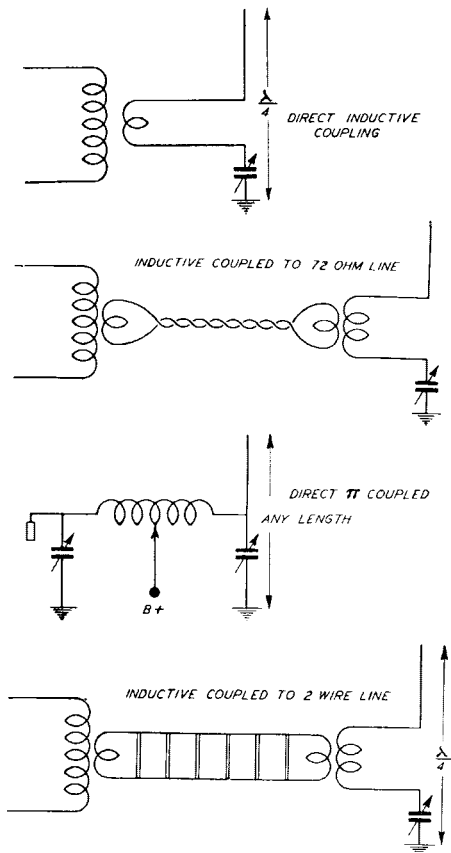 λ/4
DIRECT INDUCTIVE
COUPLING
INDUCTIVE COUPLED TO 72 OHM LINE
DIRECT π COUPLED
ANY LENGTH
B+
INDUCTIVE COUPLED TO 2 WIRE LINE
λ/4